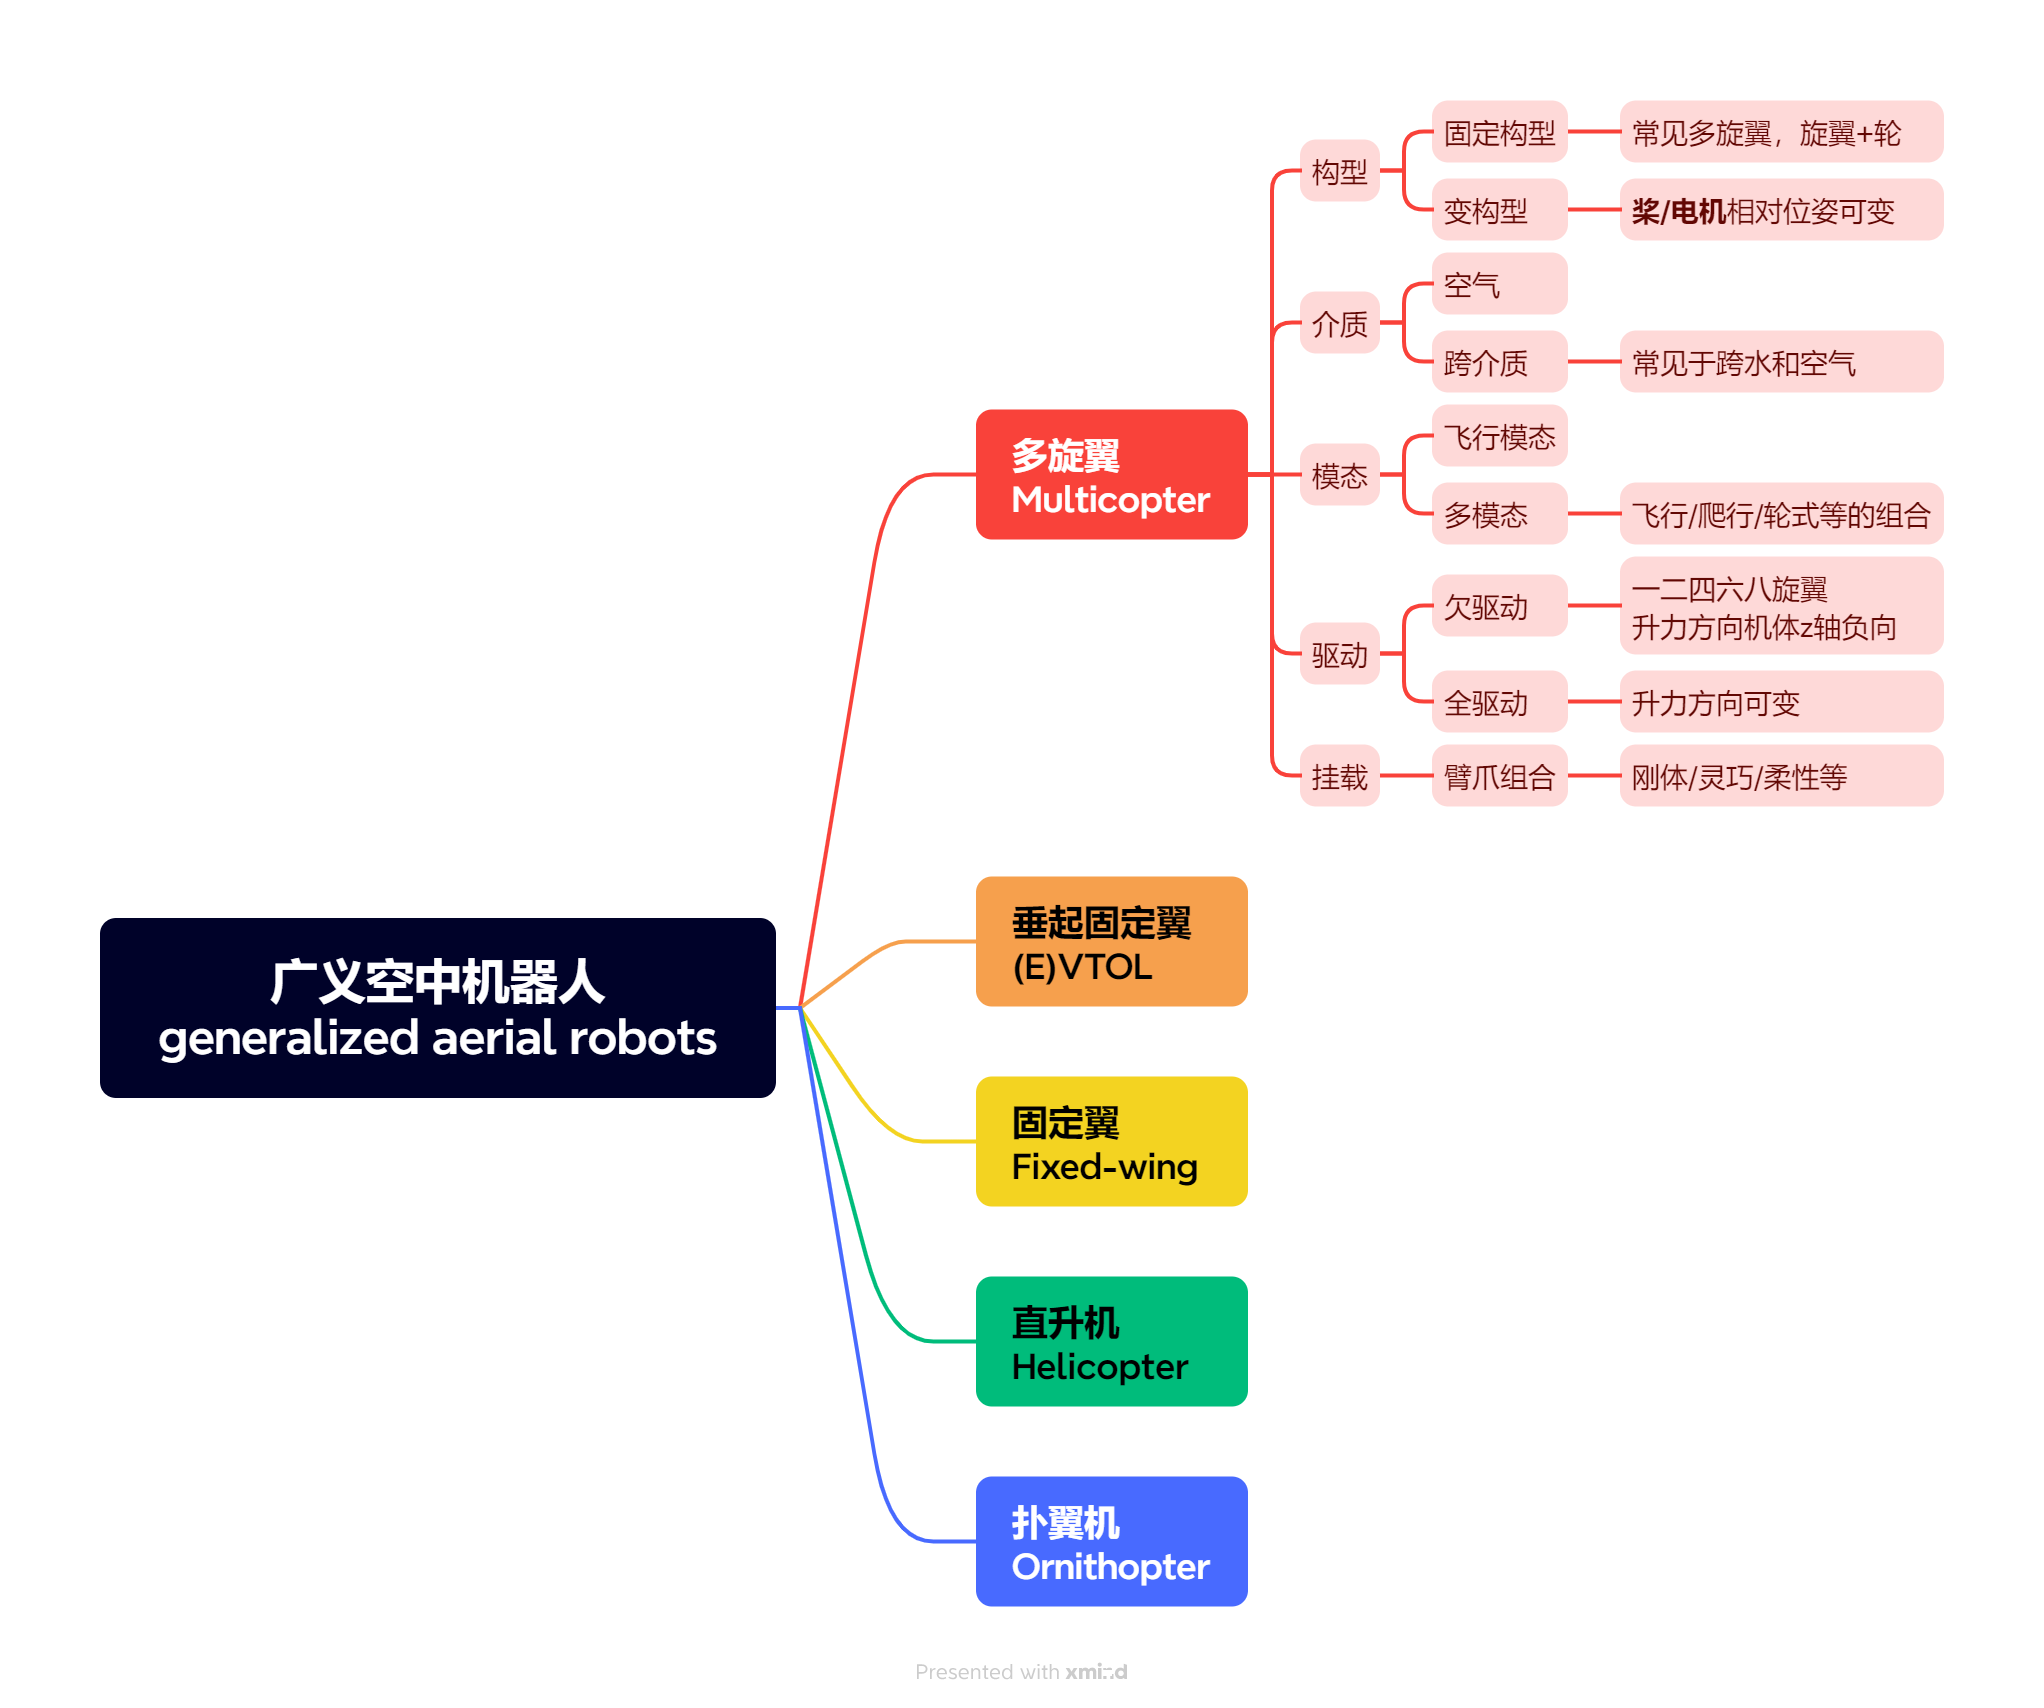 广义空中机器人
generalized aerial robots
多旋翼
Multicopter
构型
固定构型
常见多旋翼，旋翼+轮
变构型
桨/电机相对位姿可变
介质
空气
跨介质
常见于跨水和空气
模态
飞行模态
多模态
飞行/爬行/轮式等的组合
驱动
欠驱动
一二四六八旋翼
升力方向机体z轴负向
全驱动
升力方向可变
挂载
臂爪组合
刚体/灵巧/柔性等
垂起固定翼
(E)VTOL
固定翼
Fixed-wing
直升机
Helicopter
扑翼机
Ornithopter
Presented with xmind